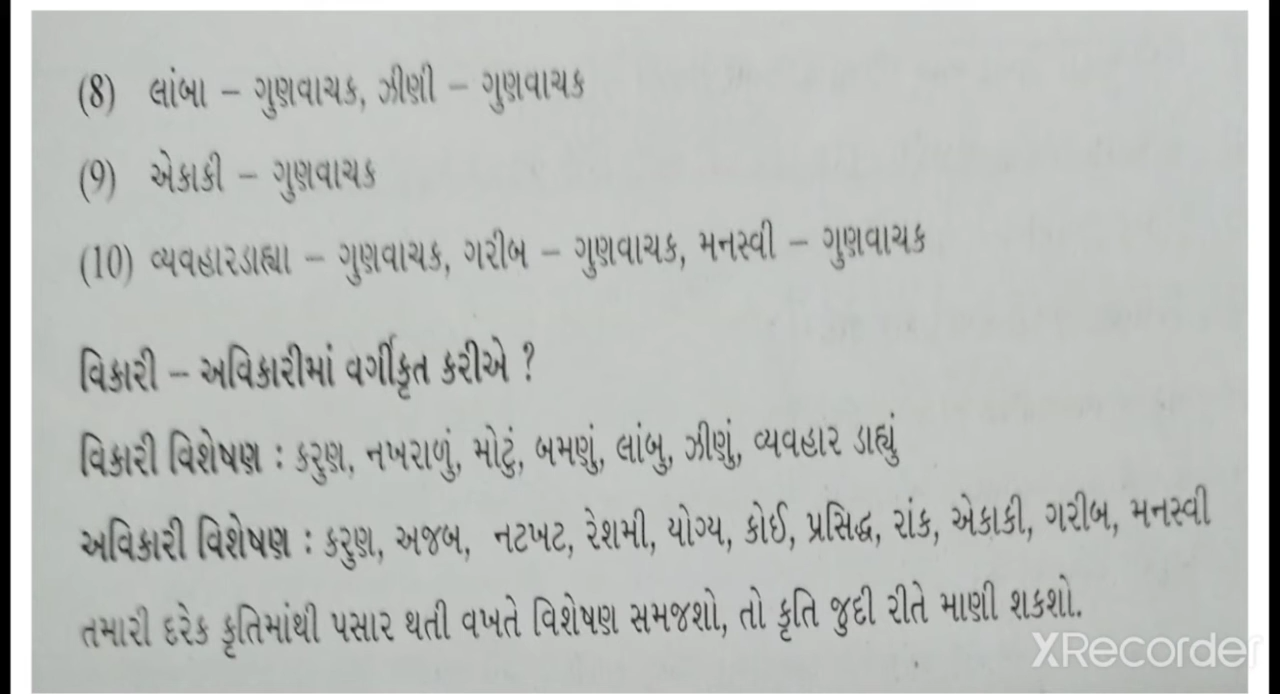 (8) લાંબા – ગુણવાચક, ઝીણી – ગુણવાચક
(9) એકાકી – ગુણવાચક
(10) વ્યવહારડાહ્યા – ગુણવાચક, ગરીબ – ગુણવાચક, મનસ્વી – ગુણવાચક
વિકારી – અવિકારીમાં વર્ગીકૃત કરીએ ?
વિકારી વિશેષણ : કરુણ, નખરાળું, મોટું, બમણું, લાંબુ, ઝીણું, વ્યવહાર ડાહ્યું
અવિકારી વિશેષણ : કરુણ, અજબ, નટખટ, રેશમી, યોગ્ય, કોઈ, પ્રસિદ્ધ, રાંક, એકાકી, ગરીબ, મનસ્વી
તમારી દરેક કૃતિમાંથી પસાર થતી વખતે વિશેષણ સમજશો, તો કૃતિ જુદી રીતે માણી શકશો.
XRecorder